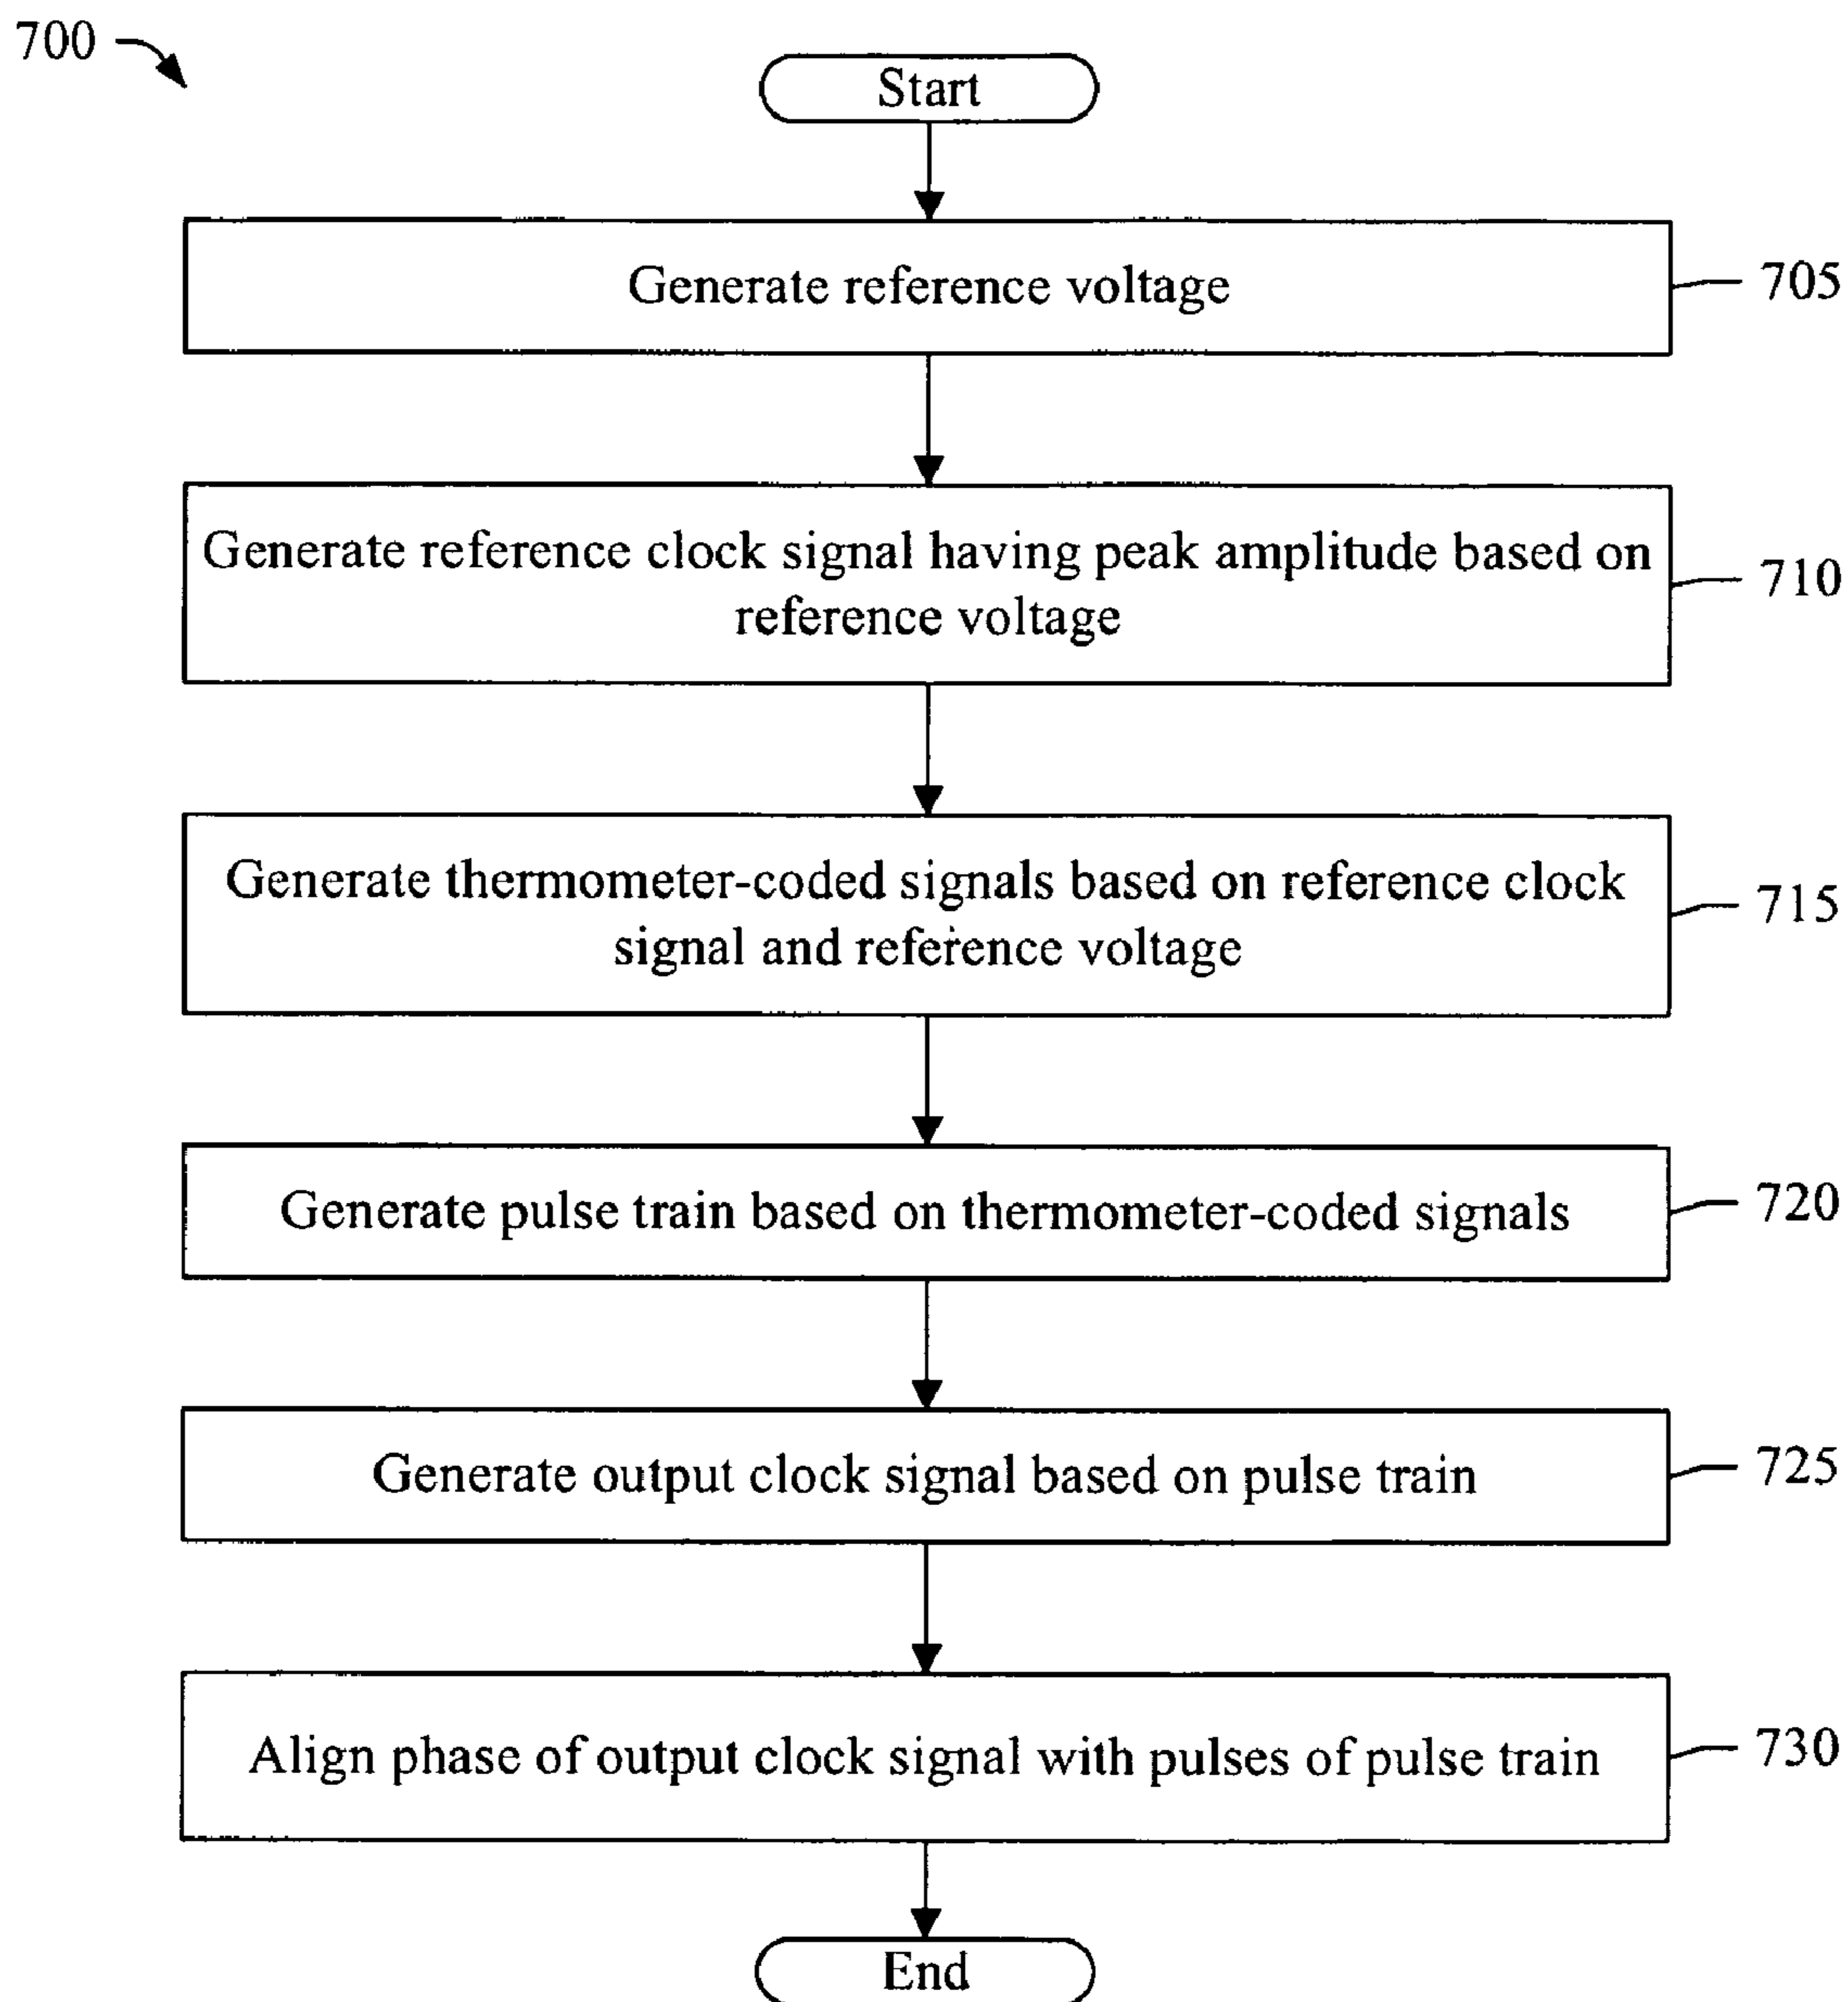 700
Start
Generate reference voltage
705
Generate reference clock signal having peak amplitude based on
reference voltage
710
Generate thermometer-coded signals based on reference clock
signal and reference voltage
715
Generate pulse train based on thermometer-coded signals
720
Generate output clock signal based on pulse train
725
Align phase of output clock signal with pulses of pulse train
730
End